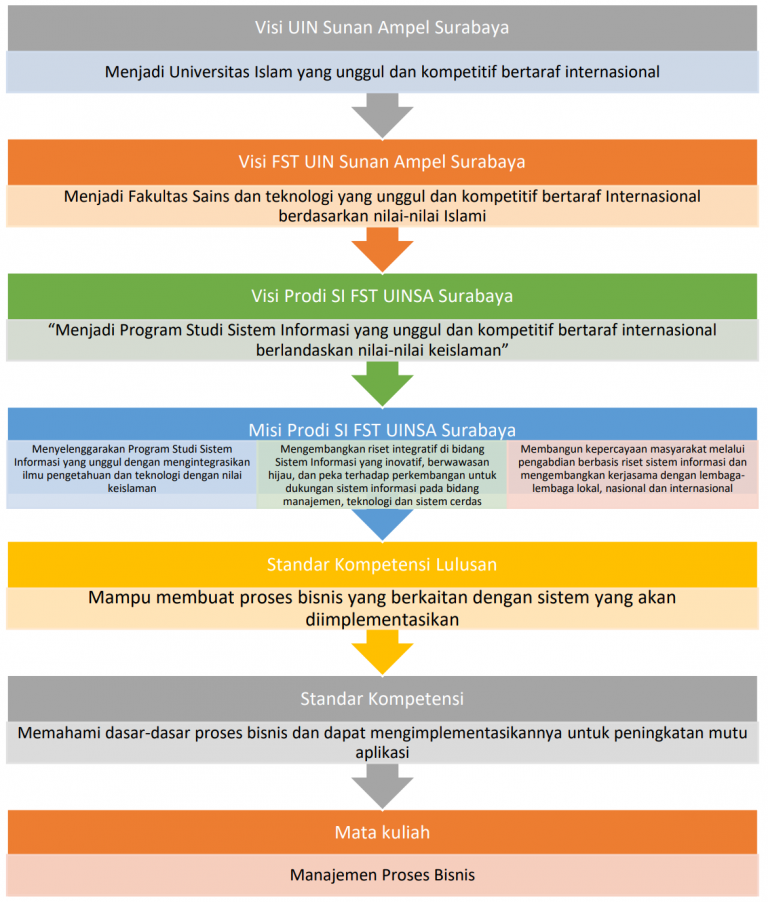 Visi UIN Sunan Ampel Surabaya
Menjadi Universitas Islam yang unggul dan kompetitif bertaraf internasional
Visi FST UIN Sunan Ampel Surabaya
Menjadi Fakultas Sains dan teknologi yang unggul dan kompetitif bertaraf Internasional
berdasarkan nilai-nilai Islami
Visi Prodi SI FST UINSA Surabaya
“Menjadi Program Studi Sistem Informasi yang unggul dan kompetitif bertaraf internasional
berlandaskan nilai-nilai keislaman”
Misi Prodi SI FST UINSA Surabaya
Menyelenggarakan Program Studi Sistem
Informasi yang unggul dengan mengintegrasikan
ilmu pengetahuan dan teknologi dengan nilai
keislaman
Mengembangkan riset integratif di bidang
Sistem Informasi yang inovatif, berwawasan
hijau, dan peka terhadap perkembangan untuk
dukungan sistem informasi pada bidang
manajemen, teknologi dan sistem cerdas
Membangun kepercayaan masyarakat melalui
pengabdian berbasis riset sistem informasi dan
mengembangkan kerjasama dengan lembaga-
lembaga lokal, nasional dan internasional
Standar Kompetensi Lulusan
Mampu membuat proses bisnis yang berkaitan dengan sistem yang akan
diimplementasikan
Standar Kompetensi
Memahami dasar-dasar proses bisnis dan dapat mengimplementasikannya untuk peningkatan mutu
aplikasi
Mata kuliah
Manajemen Proses Bisnis